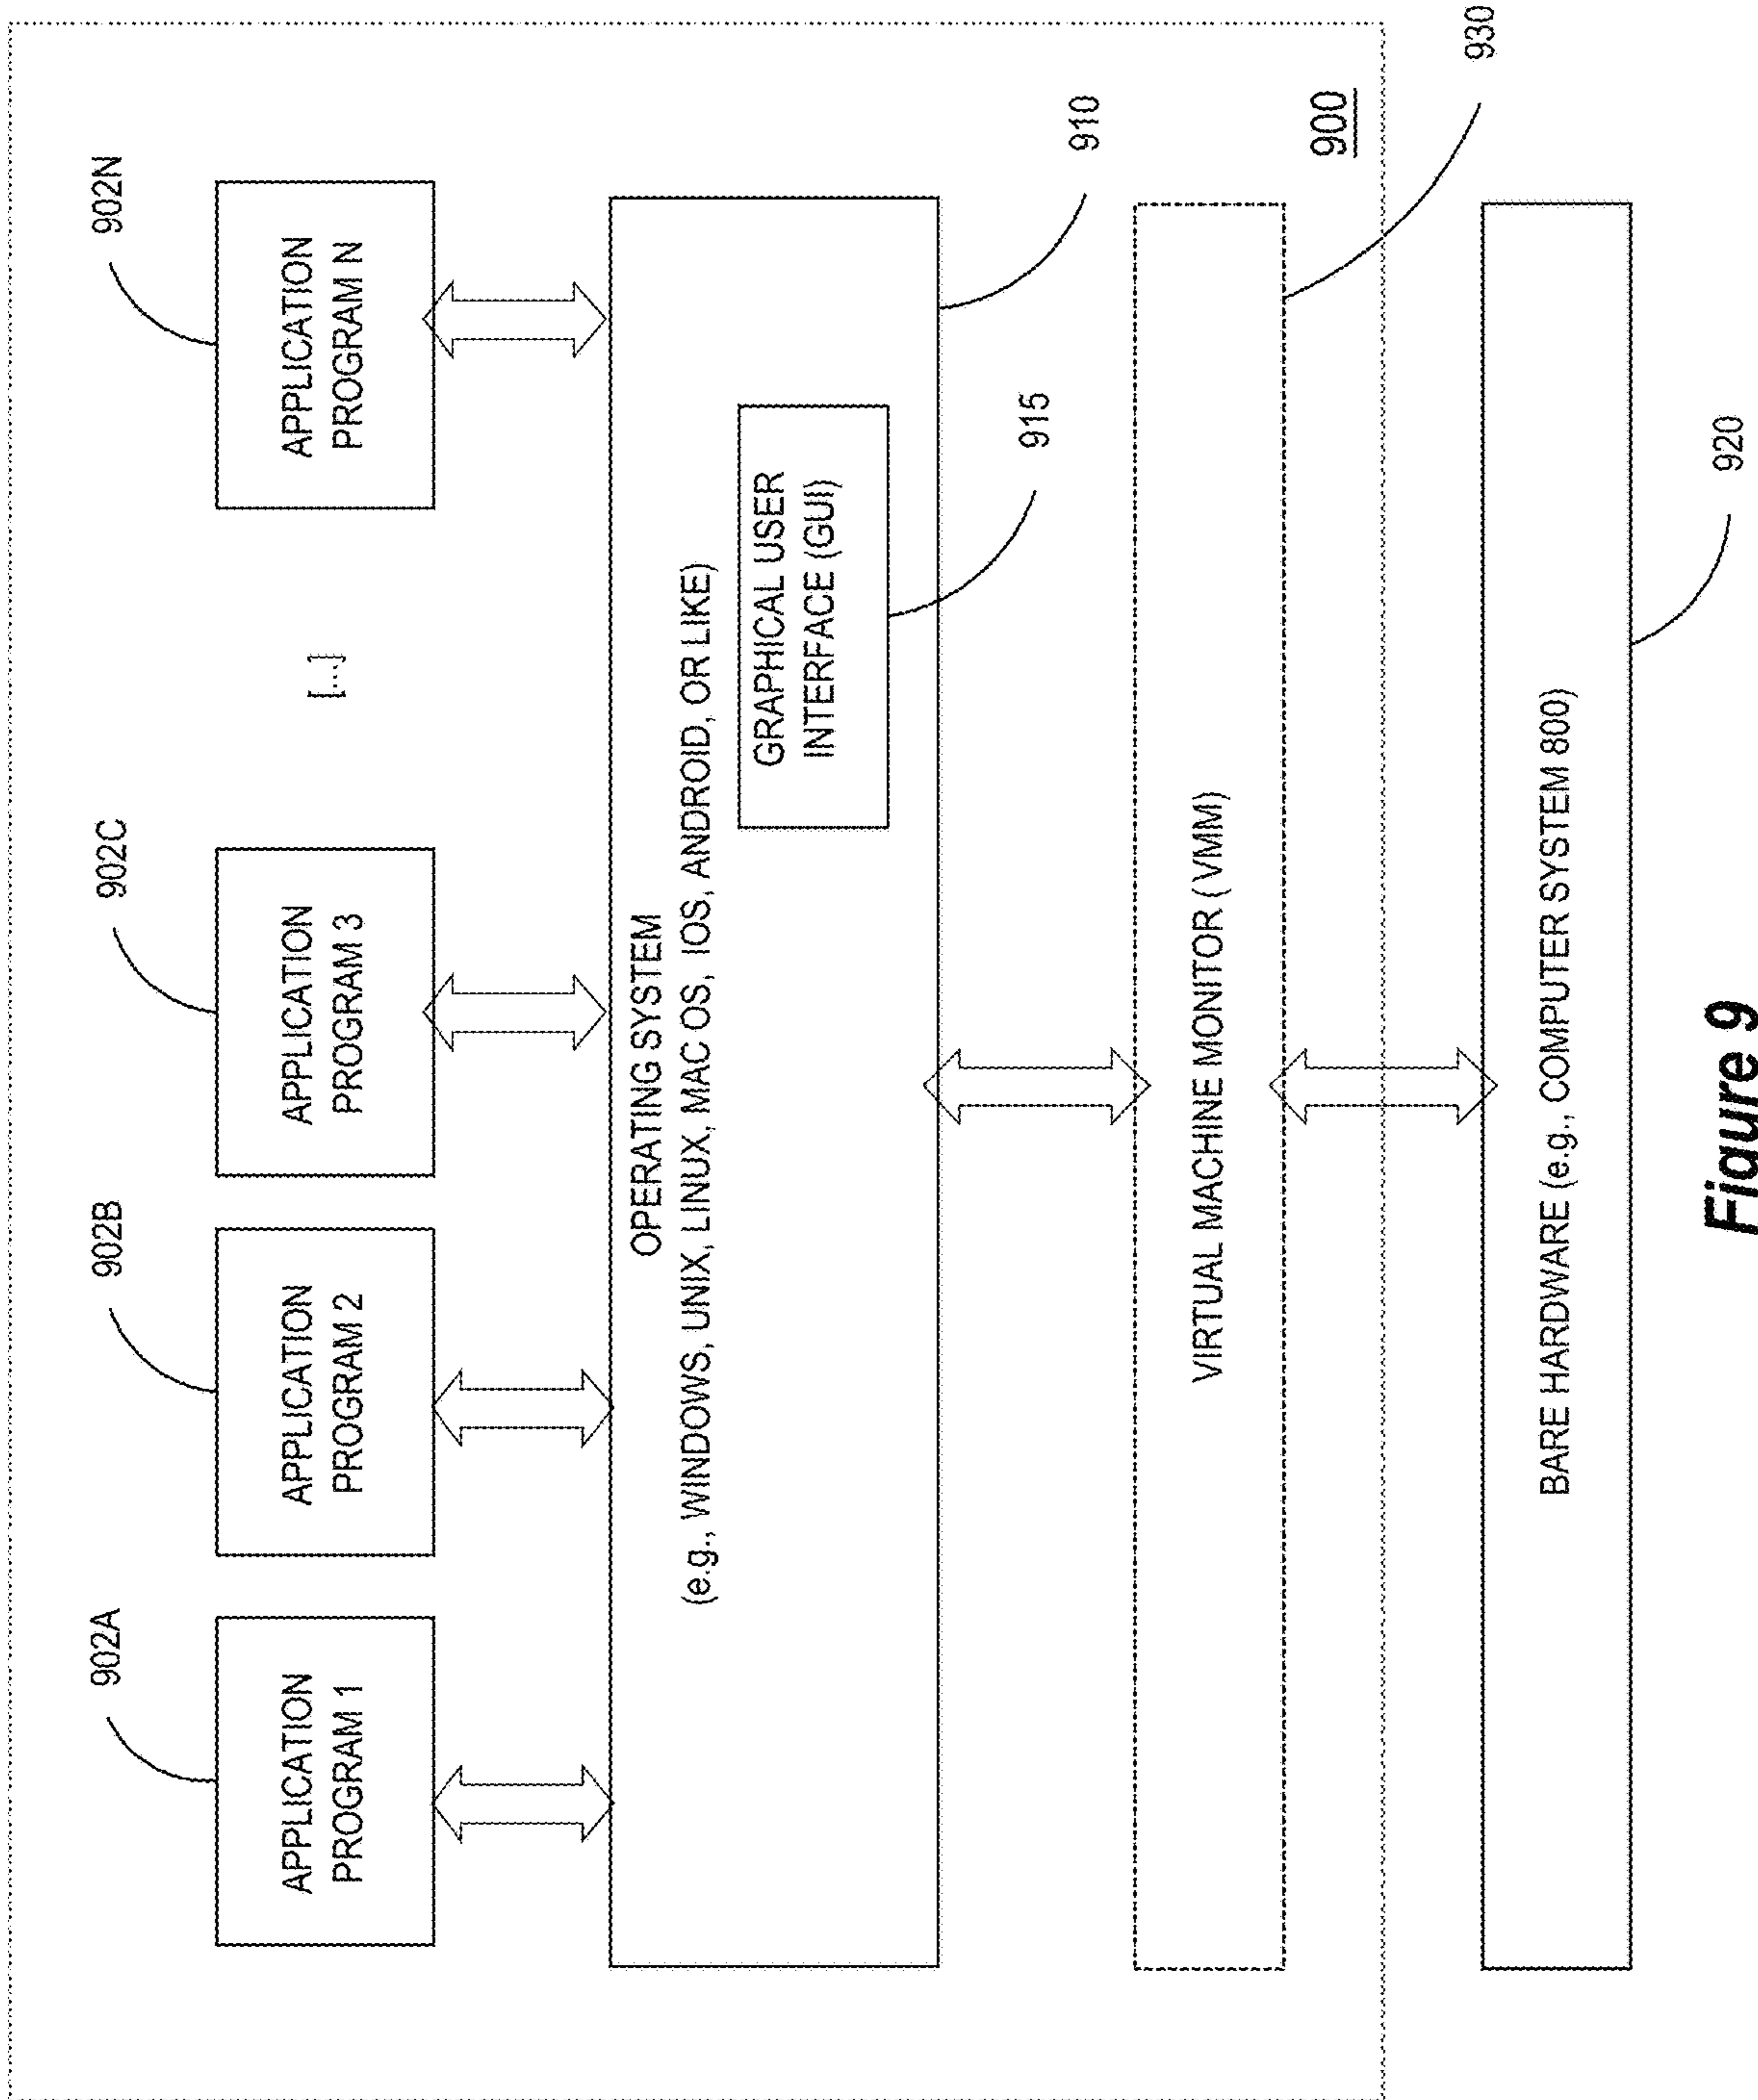 902A
902B
902C
902N
APPLICATION
PROGRAM 1
APPLICATION
PROGRAM 2
APPLICATION
PROGRAM 3
[...]
APPLICATION
PROGRAM N
OPERATING SYSTEM
(e.g., WINDOWS, UNIX, LINUX, MAC OS, IOS, ANDROID, OR LIKE)
GRAPHICAL USER
INTERFACE (GUI)
915
910
VIRTUAL MACHINE MONITOR (VMM)
900
930
BARE HARDWARE (e.g., COMPUTER SYSTEM 800)
920
Figure 9